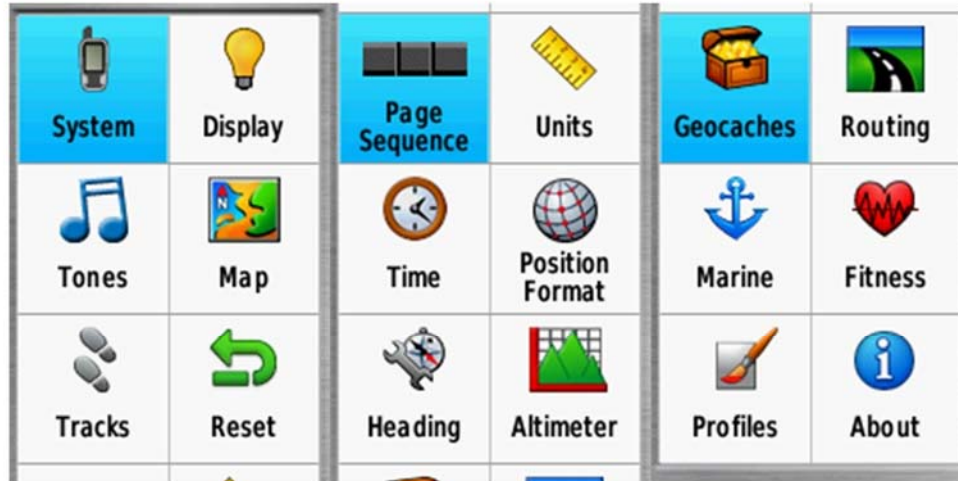 System
Display
Tones
Map
N
Tracks
Reset
Page
Sequence
Units
Time
Position
Format
Heading
Altimeter
Geocaches
Routing
Marine
Fitness
Profiles
About